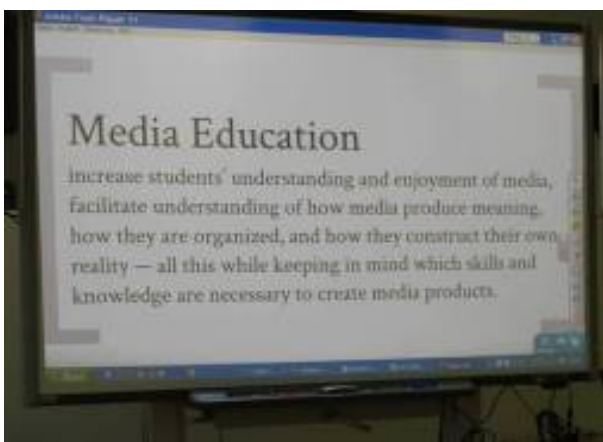 Media Education
increase students' understanding and enjoyment of media,
facilitate understanding of how media produce meaning,
how they are organized, and how they construct their own
reality — all this while keeping in mind which skills and
knowledge are necessary to create media products.